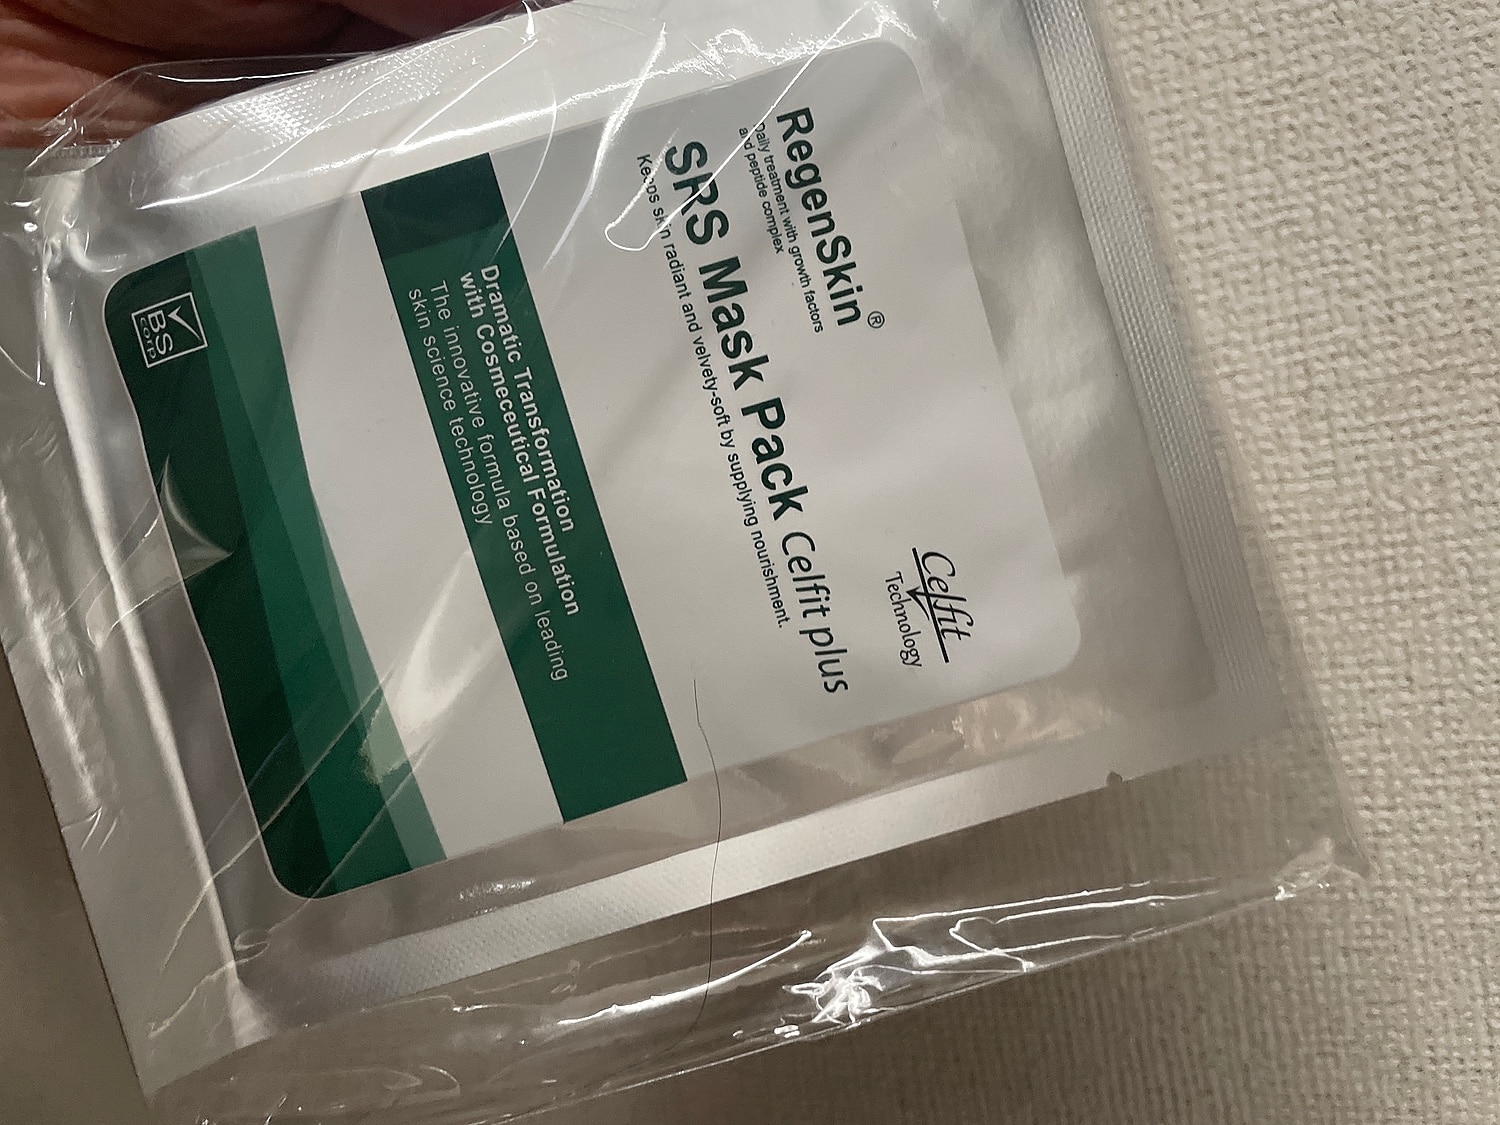 Celfit
Technology
RegenSkin®
Daily treatment with growth factors
and peptide complex
SRS Mask Pack Celfit plus
Keeps skin radiant and velvety-soft by supplying nourishment.
Dramatic Transformation
with Cosmeceutical Formulation
The innovative formula based on leading
skin science technology
BS
corp